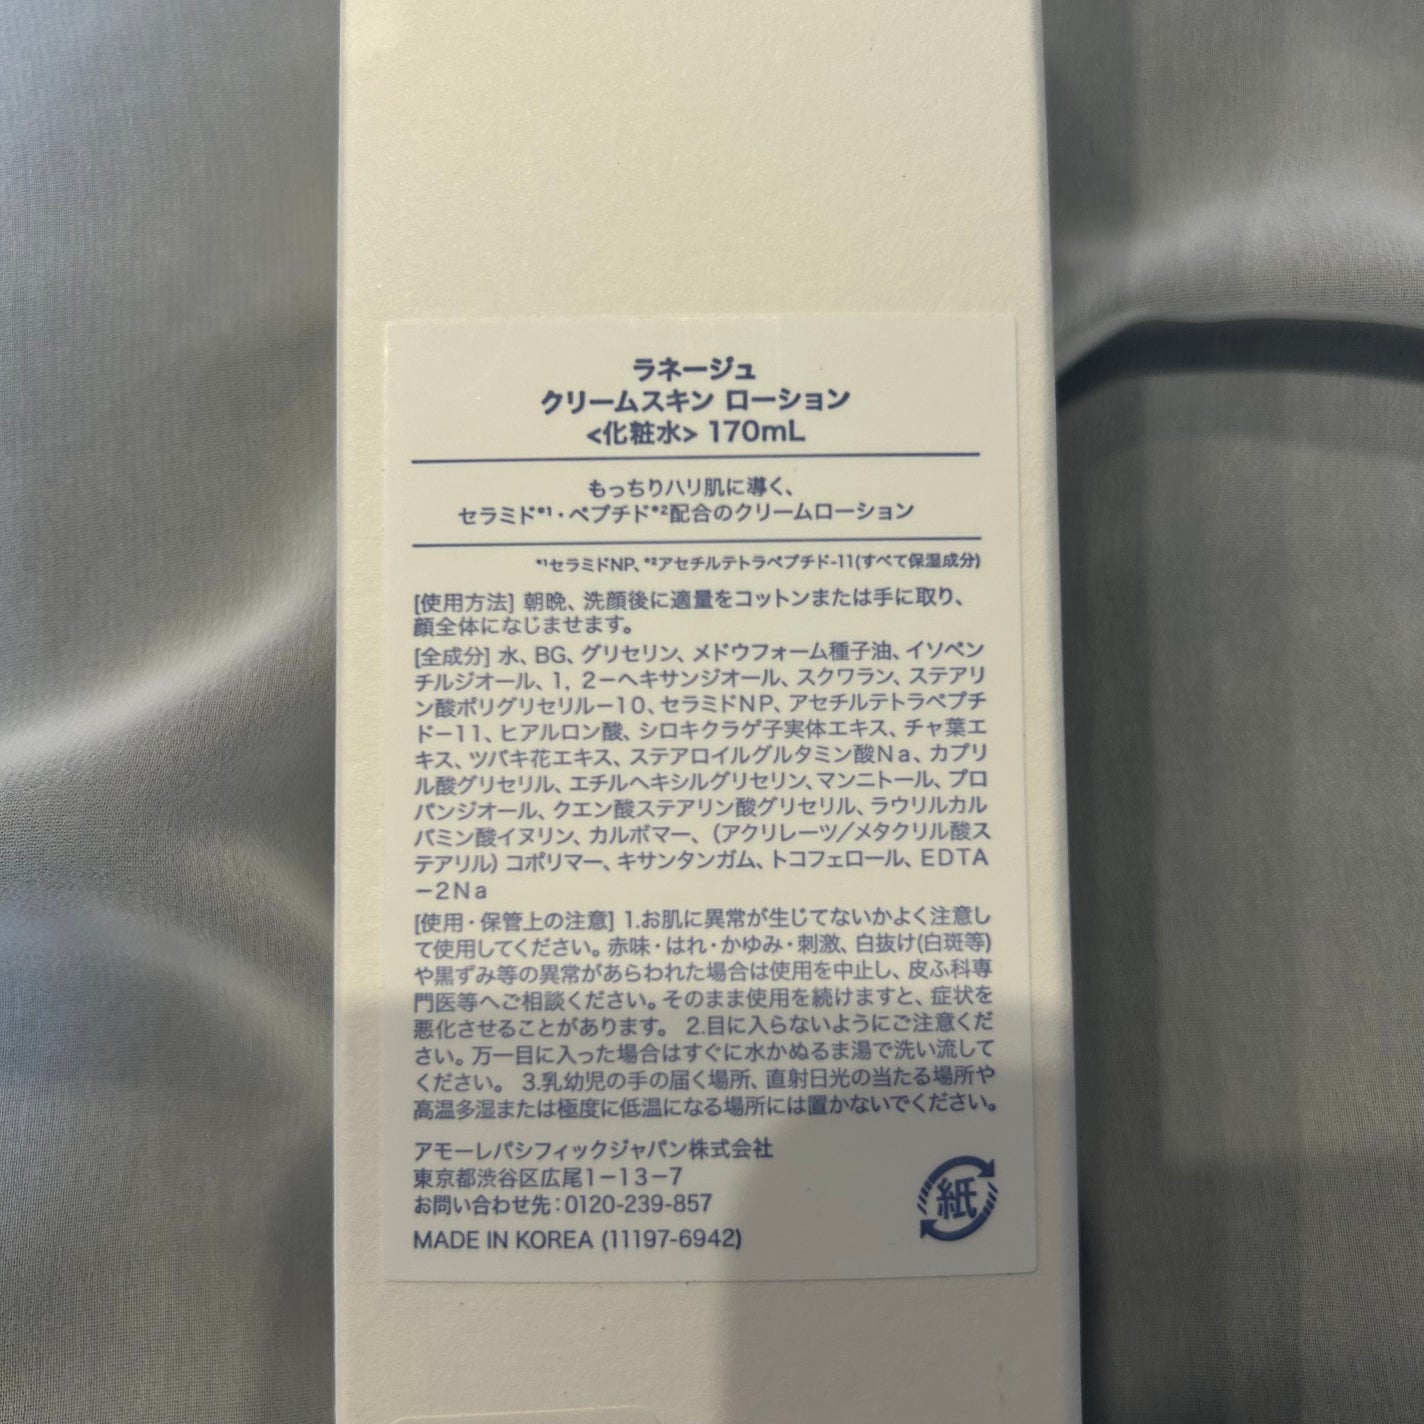 ラネージュ
クリームスキン ローション
<化粧水> 170mL
もっちりハリ肌に導く、
セラミド*1・ペプチド*2配合のクリームローション
*1セラミドNP、*2アセチルテトラペプチド-11(すべて保湿成分)
[使用方法] 朝晩、洗顔後に適量をコットンまたは手に取り、
顔全体になじませます。
[全成分] 水、BG、グリセリン、メドウフォーム種子油、イソペン
チルジオール、1, 2－ヘキサンジオール、スクワラン、ステアリ
ン酸ポリグリセリル－10、セラミドNP、アセチルテトラペプチ
ド－11、ヒアルロン酸、シロキクラゲ子実体エキス、チャ葉エ
キス、ツバキ花エキス、ステアロイルグルタミン酸Na、カプリ
ル酸グリセリル、エチルヘキシルグリセリン、マンニトール、プロ
パンジオール、クエン酸ステアリン酸グリセリル、ラウリルカル
バミン酸イヌリン、カルボマー、（アクリレーツ／メタクリル酸ス
テアリル）コポリマー、キサンタンガム、トコフェロール、EDTA
－2Na
[使用・保管上の注意] 1.お肌に異常が生じてないかよく注意し
て使用してください。赤味・はれ・かゆみ・刺激、白抜け(白斑等)
や黒ずみ等の異常があらわれた場合は使用を中止し、皮ふ科専
門医等へご相談ください。そのまま使用を続けますと、症状を
悪化させることがあります。 2.目に入らないようにご注意くだ
さい。万一目に入った場合はすぐに水かぬるま湯で洗い流して
ください。 3.乳幼児の手の届く場所、直射日光の当たる場所や
高温多湿または極度に低温になる場所には置かないでください。
アモーレパシフィックジャパン株式会社
東京都渋谷区広尾1－13－7
お問い合わせ先：0120-239-857
MADE IN KOREA (11197-6942)
紙